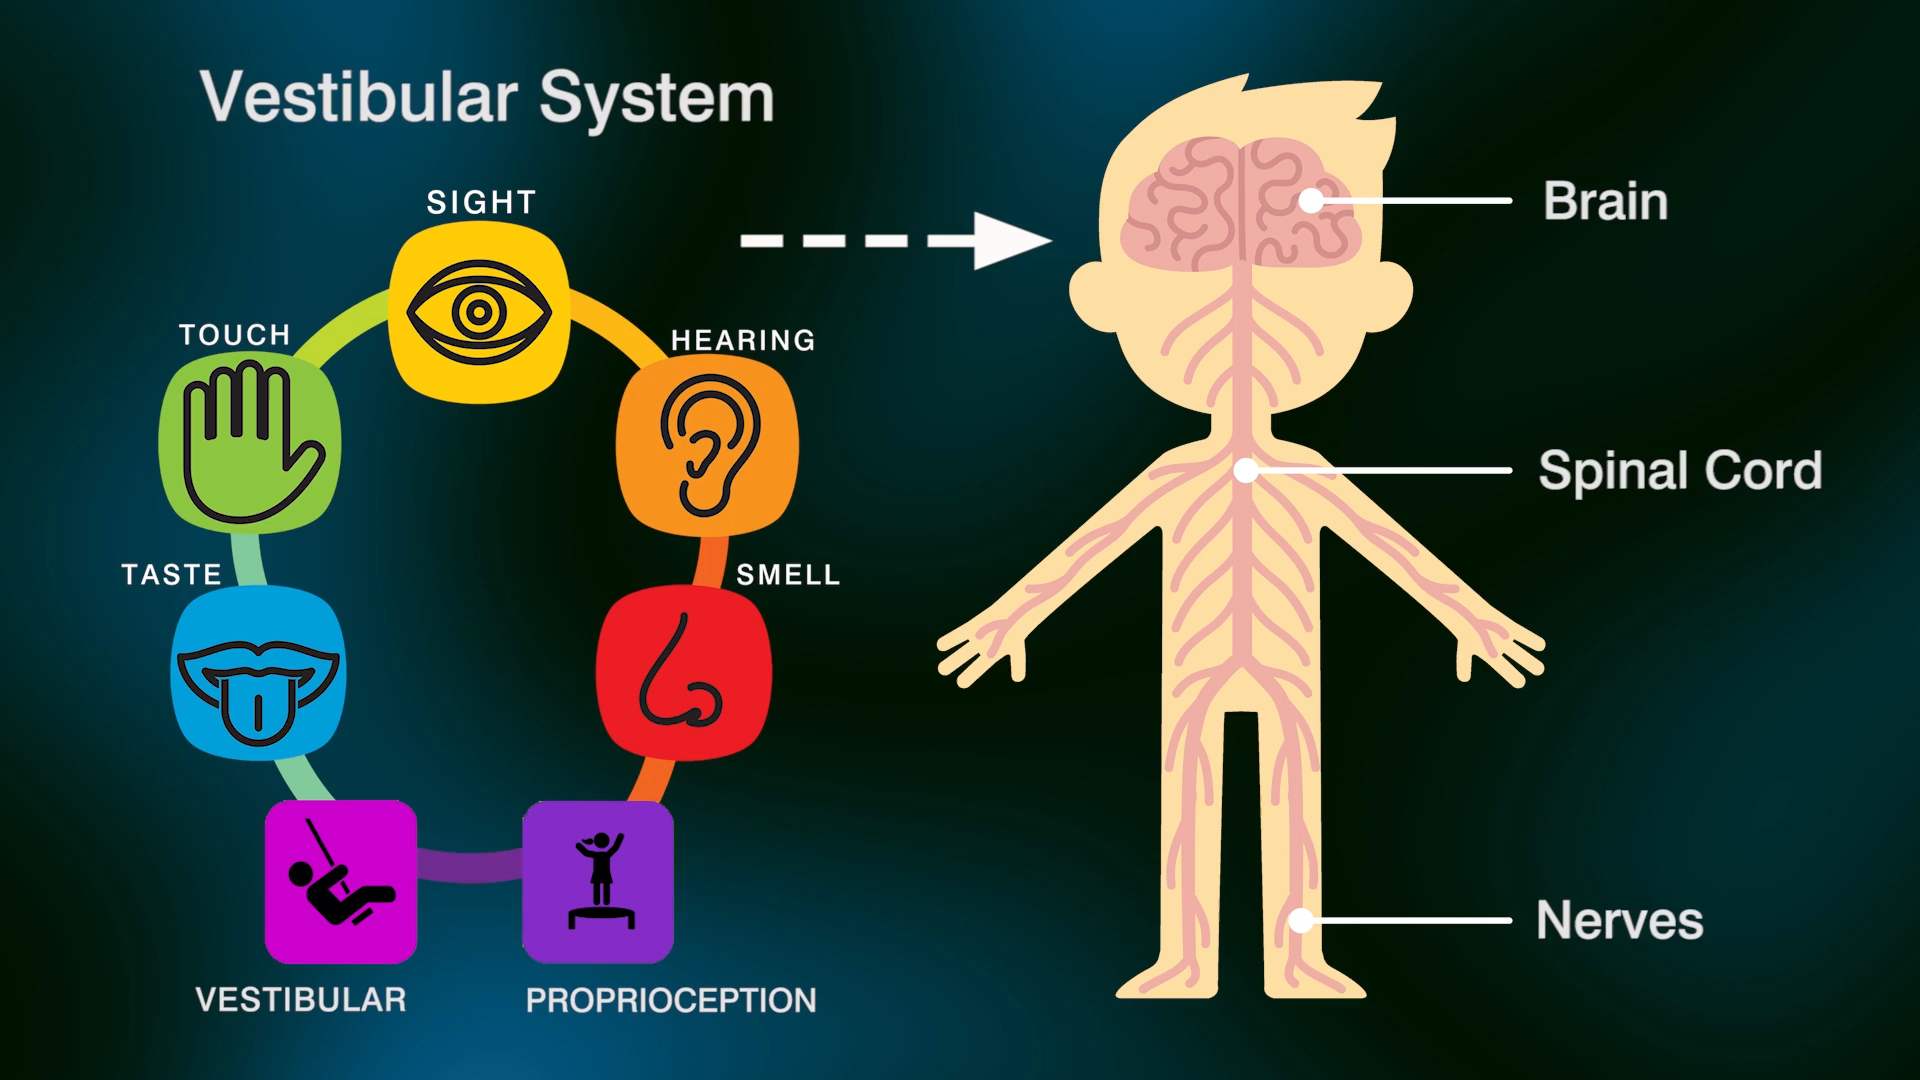 Vestibular System
SIGHT
TOUCH
HEARING
TASTE
SMELL
VESTIBULAR
PROPRIOCEPTION
Brain
Spinal Cord
Nerves